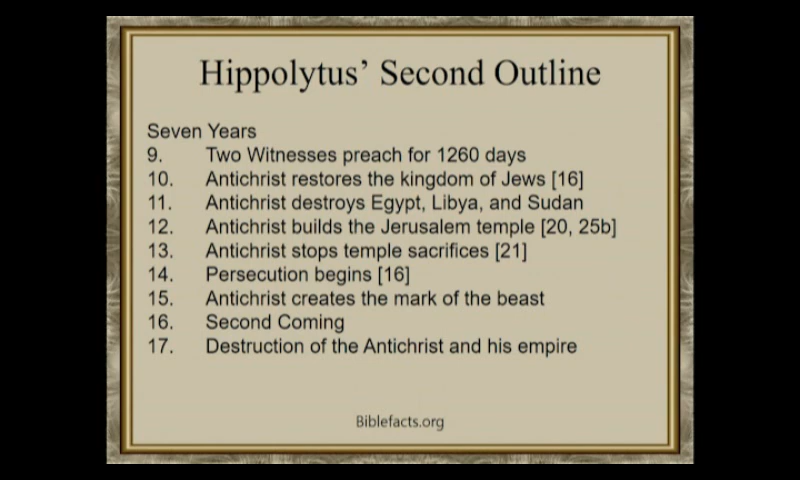 Hippolytus’ Second Outline
Seven Years
9. Two Witnesses preach for 1260 days
10. Antichrist restores the kingdom of Jews [16]
11. Antichrist destroys Egypt, Libya, and Sudan
12. Antichrist builds the Jerusalem temple [20, 25b]
13. Antichrist stops temple sacrifices [21]
14. Persecution begins [16]
15. Antichrist creates the mark of the beast
16. Second Coming
17. Destruction of the Antichrist and his empire
Biblefacts.org